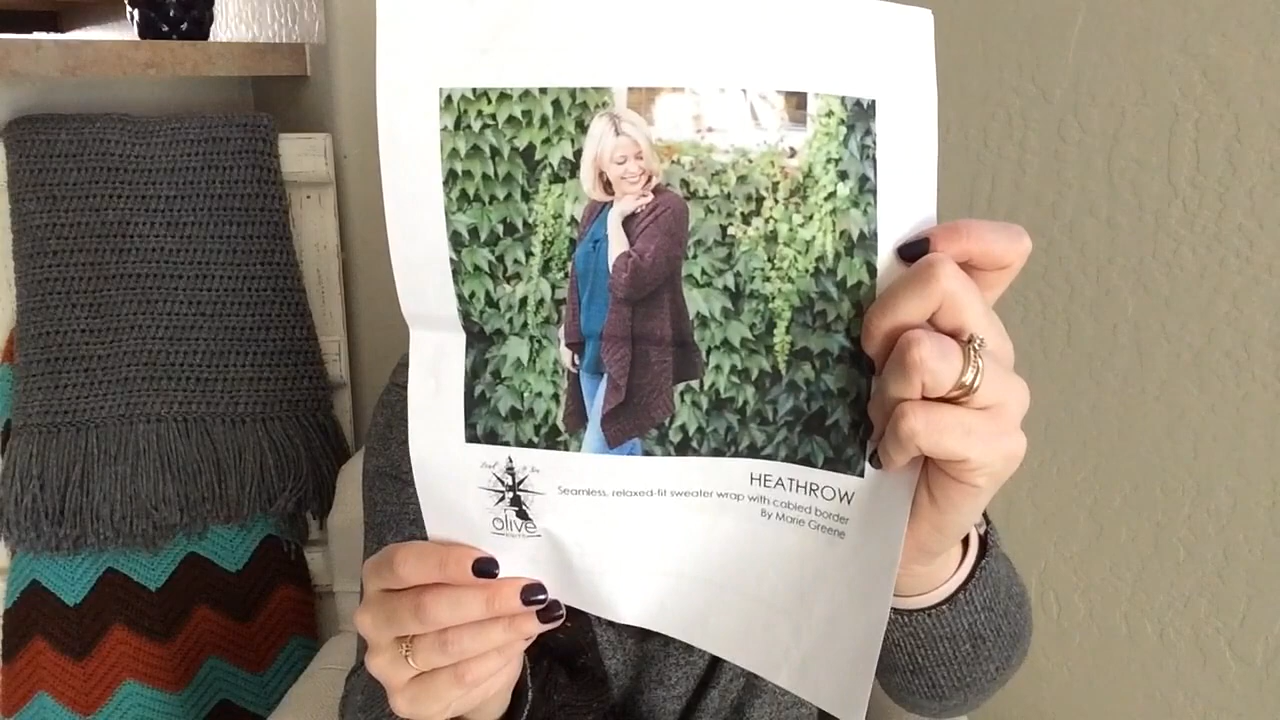 HEATHROW
Seamless, relaxed-fit sweater wrap with cabled border
By Marie Greene
olive